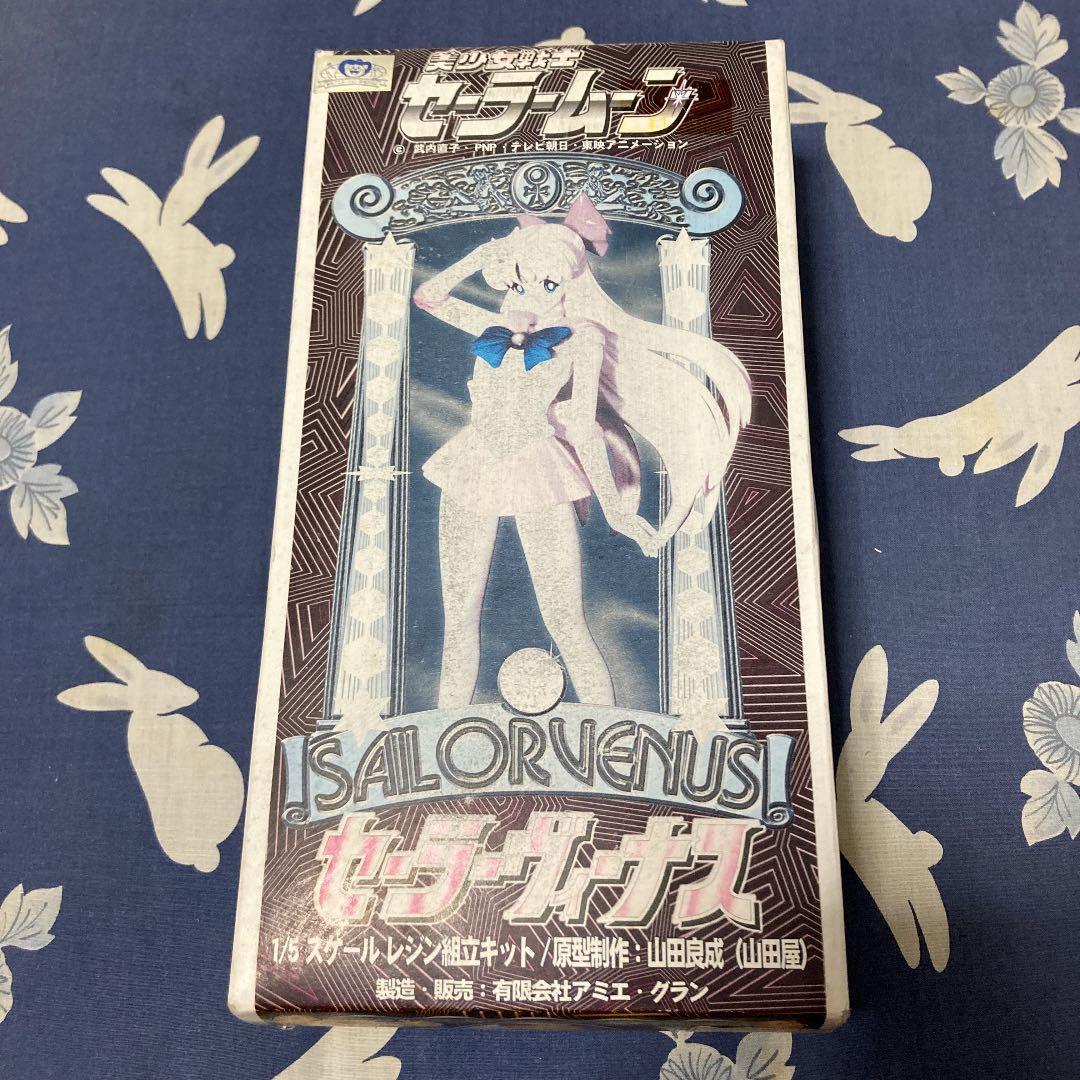 美少女戦士
セーラームーン
© 武内直子・PNP・テレビ朝日・東映アニメーション
SAILOR VENUS
セーラーヴィーナス
1/5 スケール レジン組立キット / 原型制作：山田良成 (山田屋)
製造・販売：有限会社アミエ・グラン